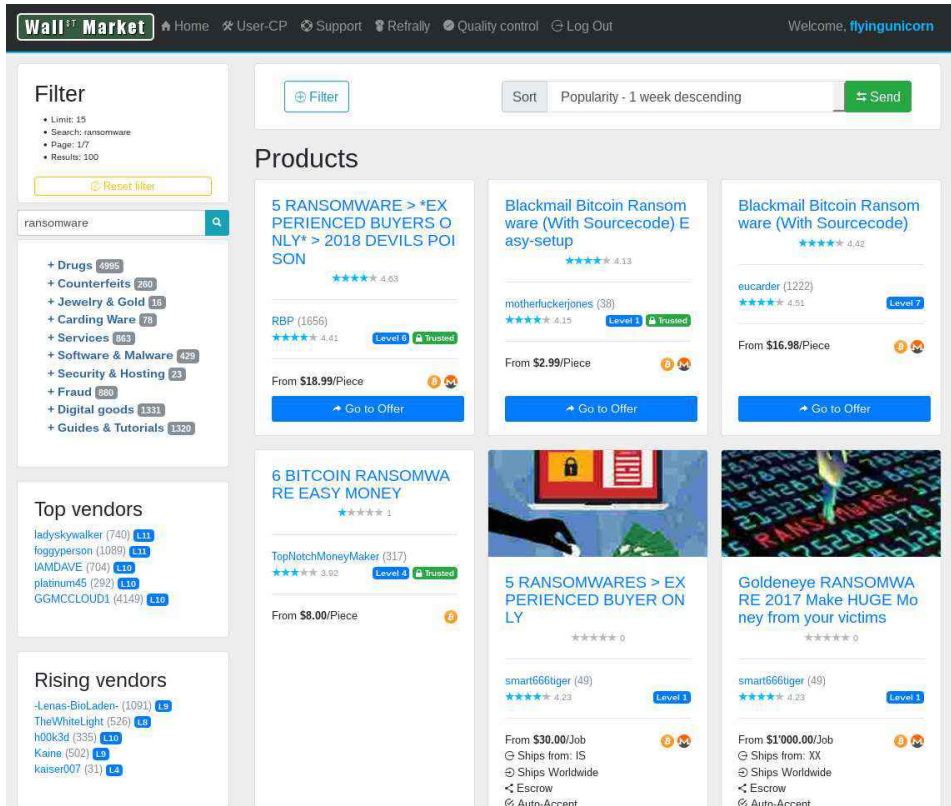 Wall ST Market Home User-CP Support Refrally Quality control Log Out Welcome, flyingunicorn
Filter
Limit: 15
Search: ransomware
Page: 1/7
Results: 100
Reset filter
ransomware
+ Drugs 4995
+ Counterfeits 260
+ Jewelry & Gold 16
+ Carding Ware 78
+ Services 863
+ Software & Malware 429
+ Security & Hosting 23
+ Fraud 880
+ Digital goods 1331
+ Guides & Tutorials 1320
Top vendors
ladyskywalker (740) L11
foggyperson (1089) L11
IAMDAVE (704) L10
platinum45 (292) L10
GGMCCLOUD1 (4149) L10
Rising vendors
-Lenas-BioLaden- (1091) L9
TheWhiteLight (526) L8
h00k3d (335) L10
Kaine (502) L9
kaiser007 (31) L4
Filter
Sort Popularity - 1 week descending Send
Products
5 RANSOMWARE > *EX
PERIENCED BUYERS O
NLY* > 2018 DEVILS POI
SON
4.63
RBP (1656)
4.41 Level 6 Trusted
From $18.99/Piece
Go to Offer
Blackmail Bitcoin Ransom
ware (With Sourcecode) E
asy-setup
4.13
motherfuckerjones (38)
4.15 Level 1 Trusted
From $2.99/Piece
Go to Offer
Blackmail Bitcoin Ransom
ware (With Sourcecode)
4.42
eucarder (1222)
4.51 Level 7
From $16.98/Piece
Go to Offer
6 BITCOIN RANSOMWA
RE EASY MONEY
1
TopNotchMoneyMaker (317)
3.92 Level 4 Trusted
From $8.00/Piece
5 RANSOMWARES > EX
PERIENCED BUYER ON
LY
0
smart666tiger (49)
4.23 Level 1
From $30.00/Job
Ships from: IS
Ships Worldwide
Escrow
Auto-Accept
RANSOMWARE
Goldeneye RANSOMWA
RE 2017 Make HUGE Mo
ney from your victims
0
smart666tiger (49)
4.23 Level 1
From $1'000.00/Job
Ships from: XX
Ships Worldwide
Escrow
Auto-Accept